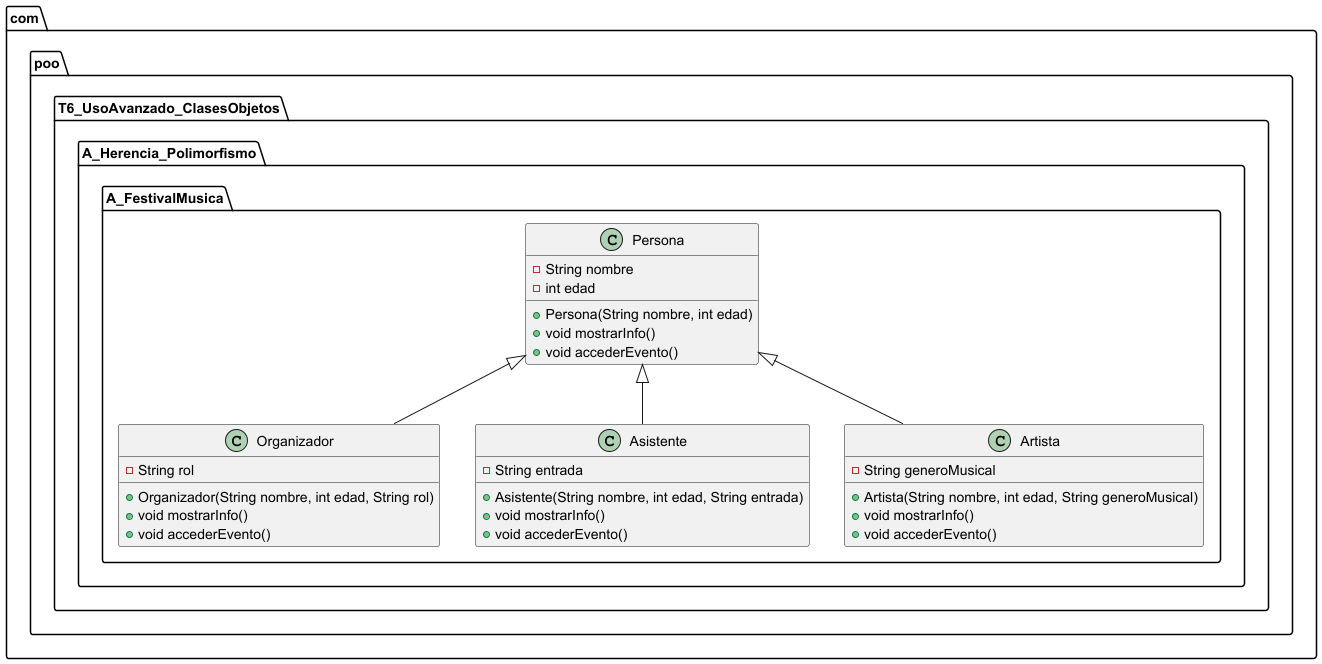 com
poo
T6_UsoAvanzado_ClasesObjetos
A_Herencia_Polimorfismo
A_FestivalMusica
C Persona
String nombre
int edad
Persona(String nombre, int edad)
void mostrarInfo()
void accederEvento()
C Organizador
String rol
Organizador(String nombre, int edad, String rol)
void mostrarInfo()
void accederEvento()
C Asistente
String entrada
Asistente(String nombre, int edad, String entrada)
void mostrarInfo()
void accederEvento()
C Artista
String generoMusical
Artista(String nombre, int edad, String generoMusical)
void mostrarInfo()
void accederEvento()